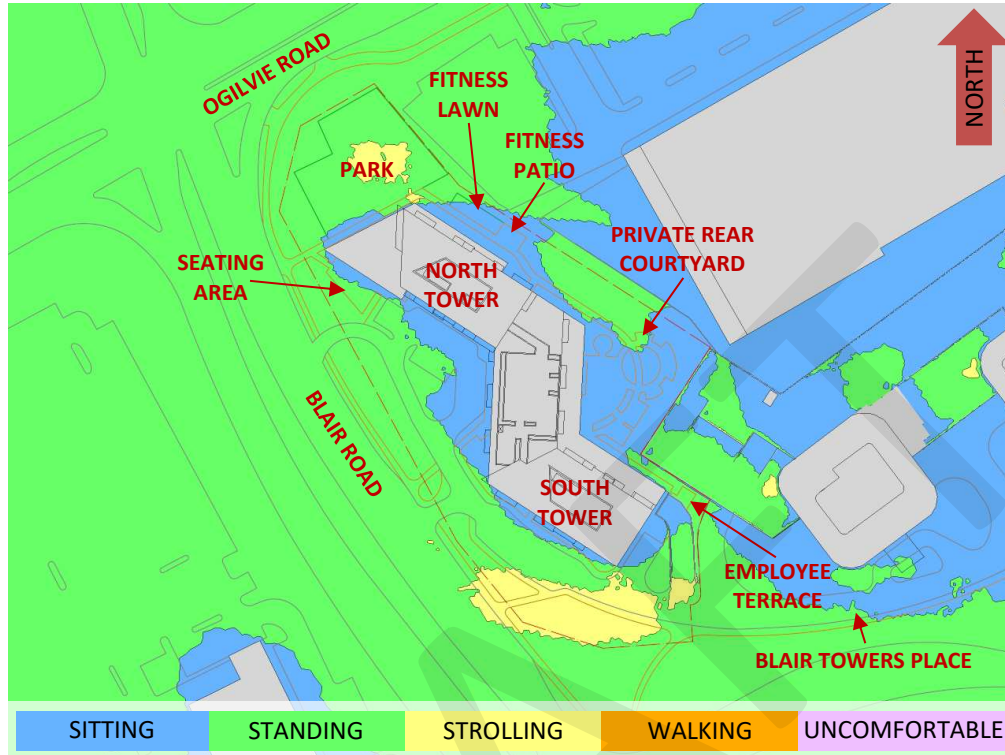 OGILVIE ROAD
NORTH
FITNESS
LAWN
FITNESS
PATIO
PARK
PRIVATE REAR
COURTYARD
SEATING
AREA
NORTH
TOWER
BLAIR ROAD
SOUTH
TOWER
EMPLOYEE
TERRACE
BLAIR TOWERS PLACE
SITTING
STANDING
STROLLING
WALKING
UNCOMFORTABLE